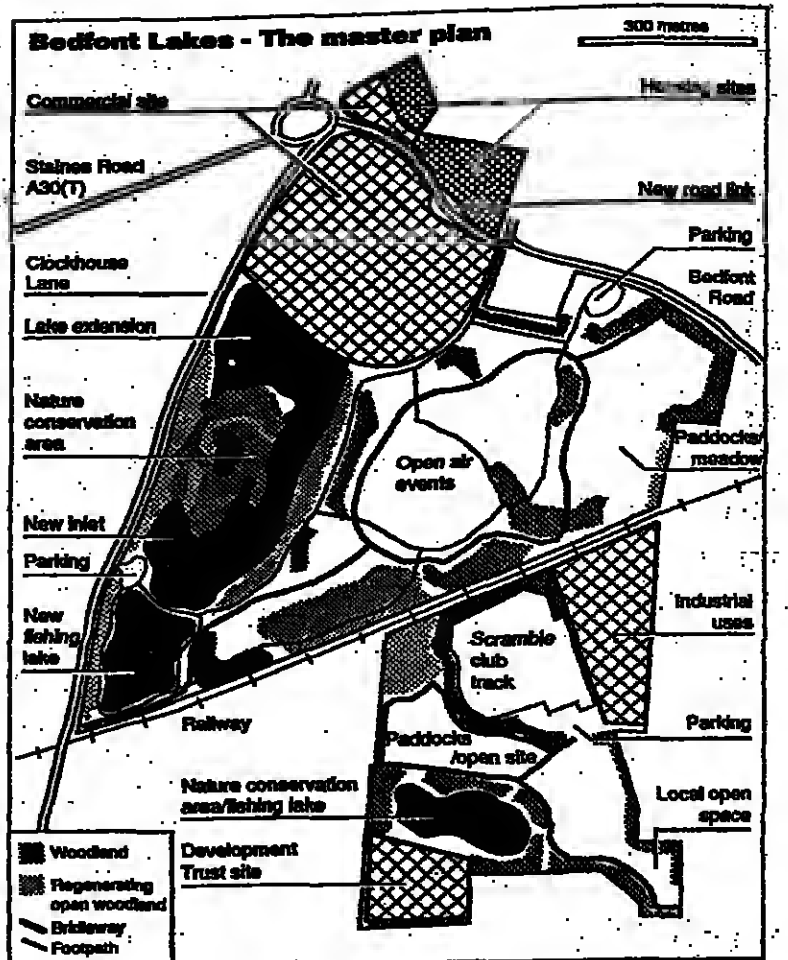 Bedfont Lakes - The master plan
300 metres
Commercial site
Housing sites
Staines Road
A30(T)
New road link
Parking
Clockhouse
Lane
Bedfont
Road
Lake extension
Nature
conservation
area
Open air
events
Paddocks/
meadow
New inlet
Parking
New
fishing
lake
Industrial
uses
Scramble
club
track
Railway
Parking
Paddocks
/open site
Nature conservation
area/fishing lake
Local open
space
Development
Trust site
Woodland
Regenerating
open woodland
Bridleway
Footpath